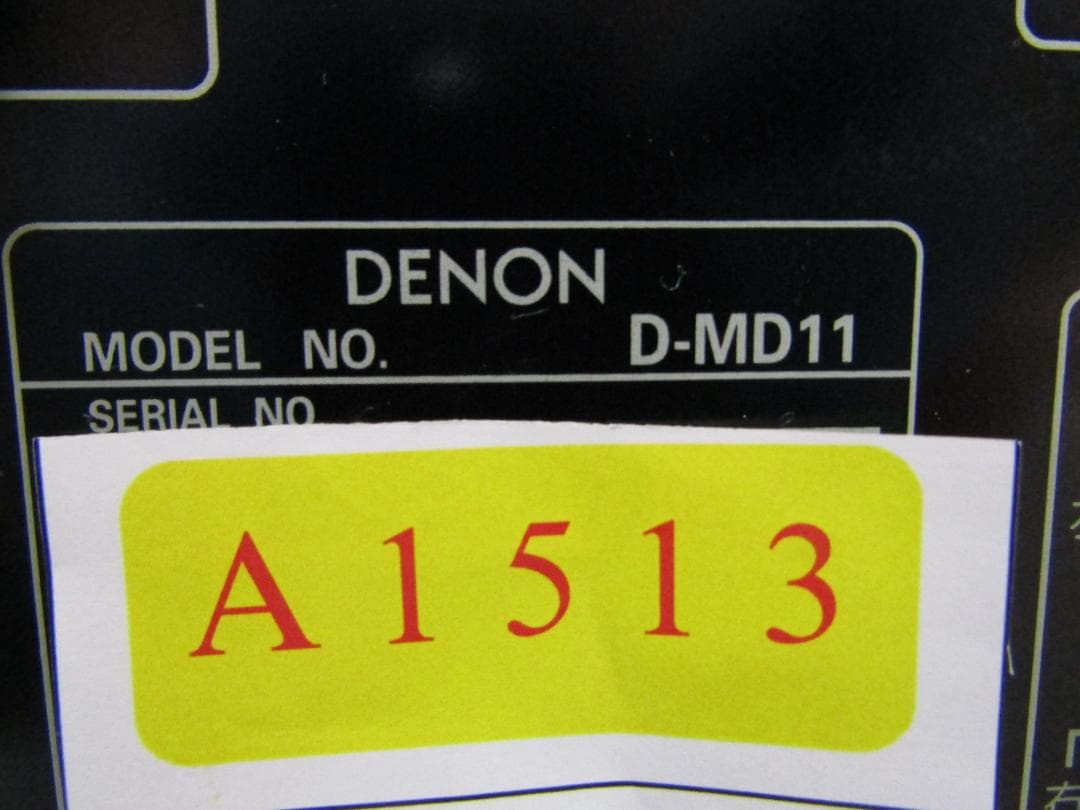 DENON
MODEL NO. D-MD11
SERIAL NO
A1513